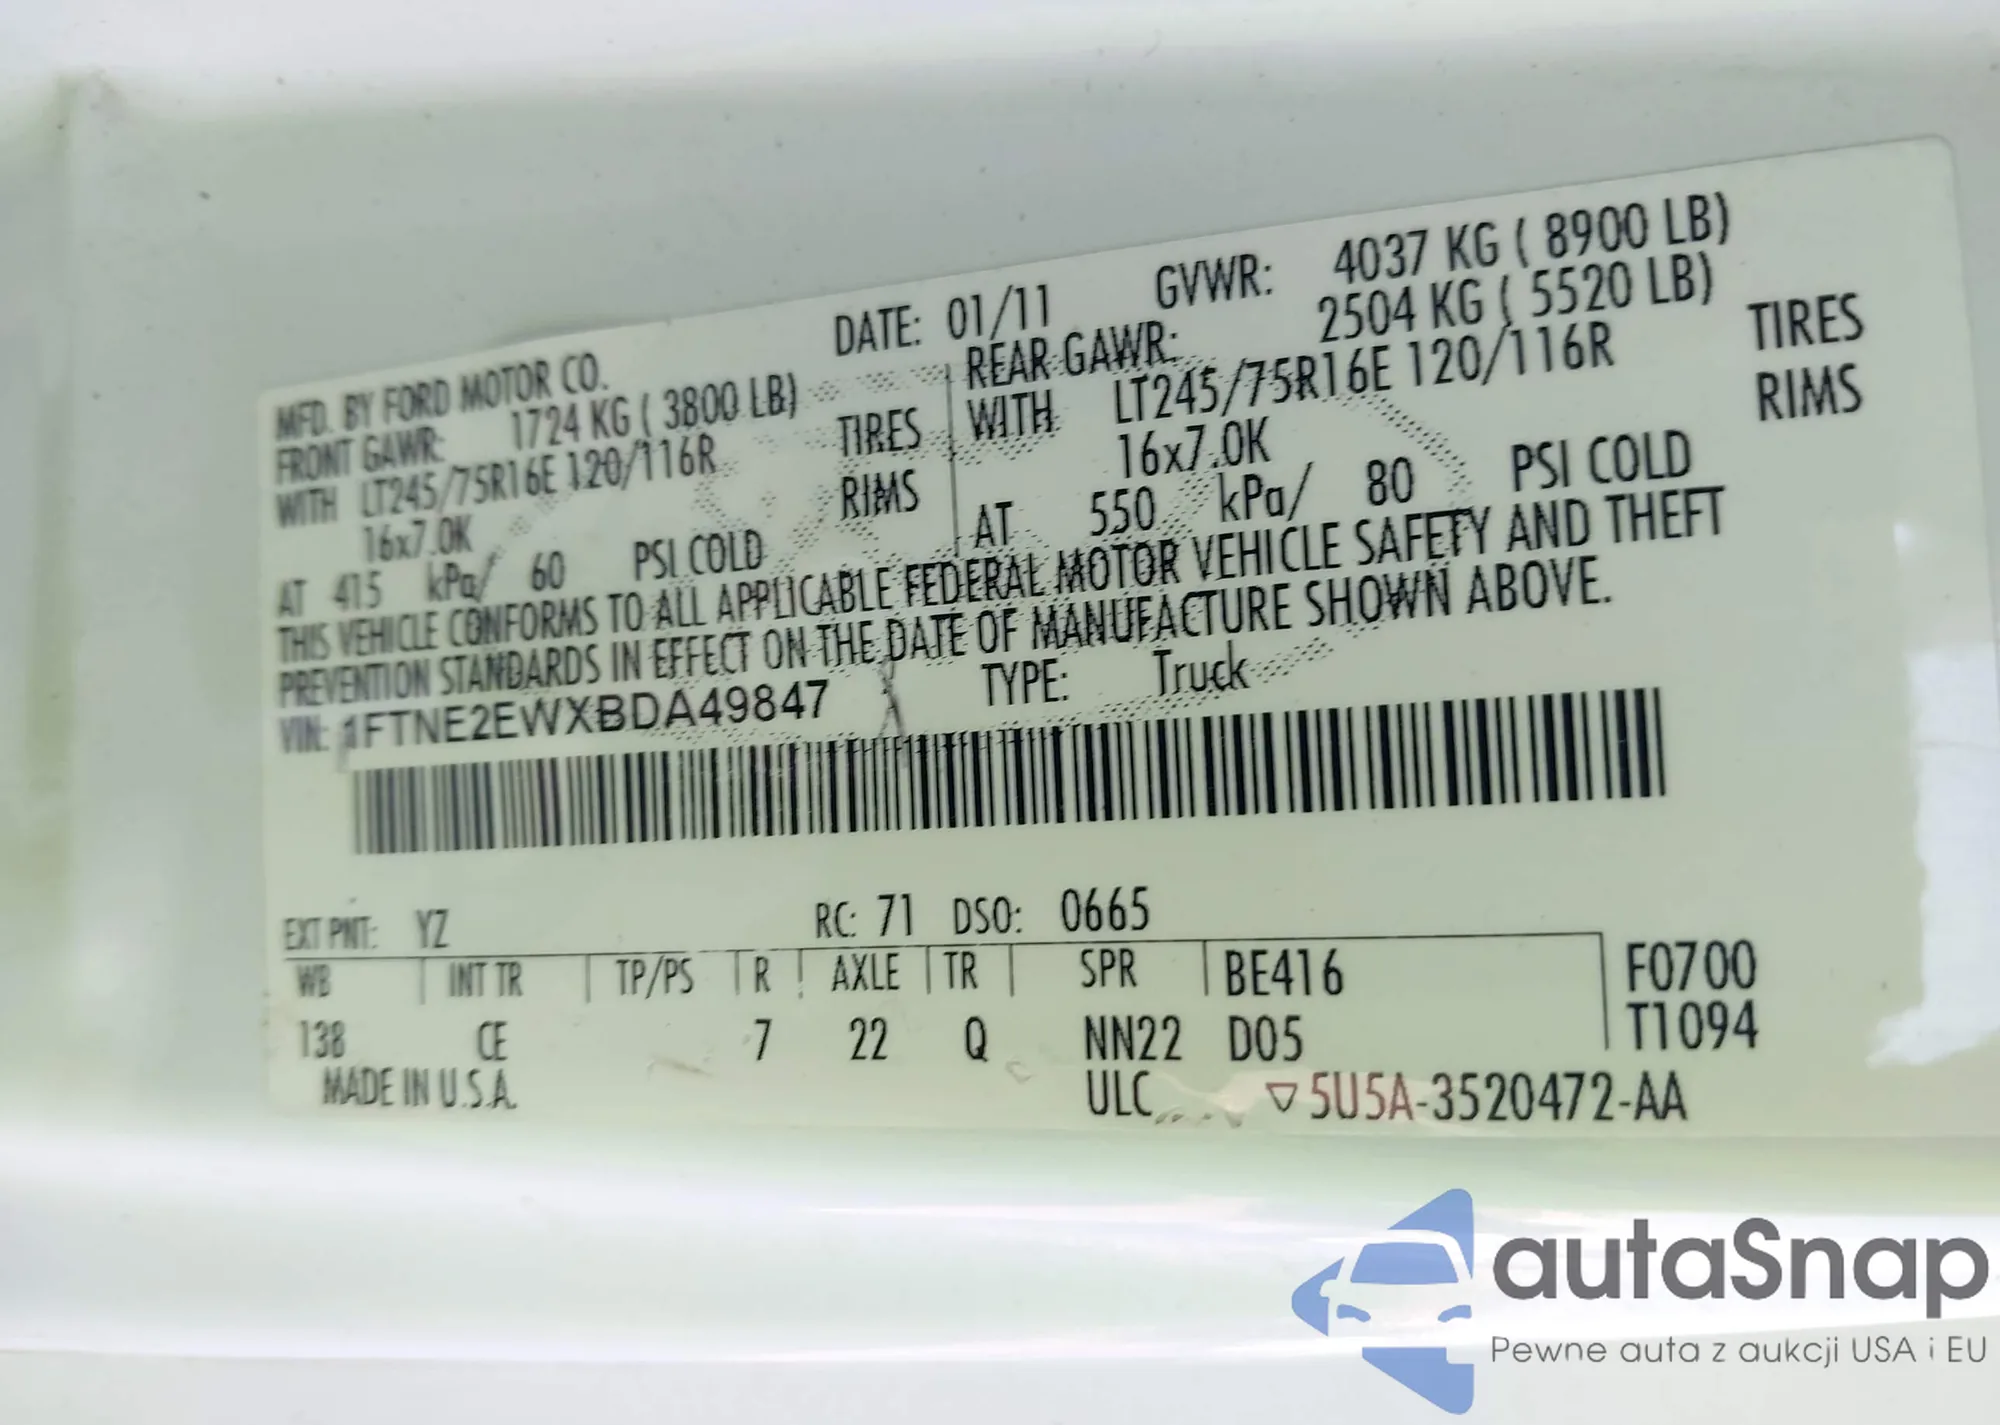 MFD. BY FORD MOTOR CO.
DATE: 01/11
GVWR: 4037 KG ( 8900 LB)
FRONT GAWR: 1724 KG ( 3800 LB)
REAR GAWR: 2504 KG ( 5520 LB)
WITH LT245/75R16E 120/116R TIRES
WITH LT245/75R16E 120/116R TIRES
16x7.0K RIMS
16x7.0K RIMS
AT 415 kPa/ 60 PSI COLD
AT 550 kPa/ 80 PSI COLD
THIS VEHICLE CONFORMS TO ALL APPLICABLE FEDERAL MOTOR VEHICLE SAFETY AND THEFT
PREVENTION STANDARDS IN EFFECT ON THE DATE OF MANUFACTURE SHOWN ABOVE.
VIN: 1FTNE2EWXBDA49847
TYPE: Truck
EXT PNT: YZ RC: 71 DSO: 0665
WB INT TR TP/PS R AXLE TR SPR BE416 F0700
138 CE 7 22 Q NN22 D05 T1094
MADE IN U.S.A. ULC ▽5U5A-3520472-AA
autaSnap
Pewne auta z aukcji USA i EU